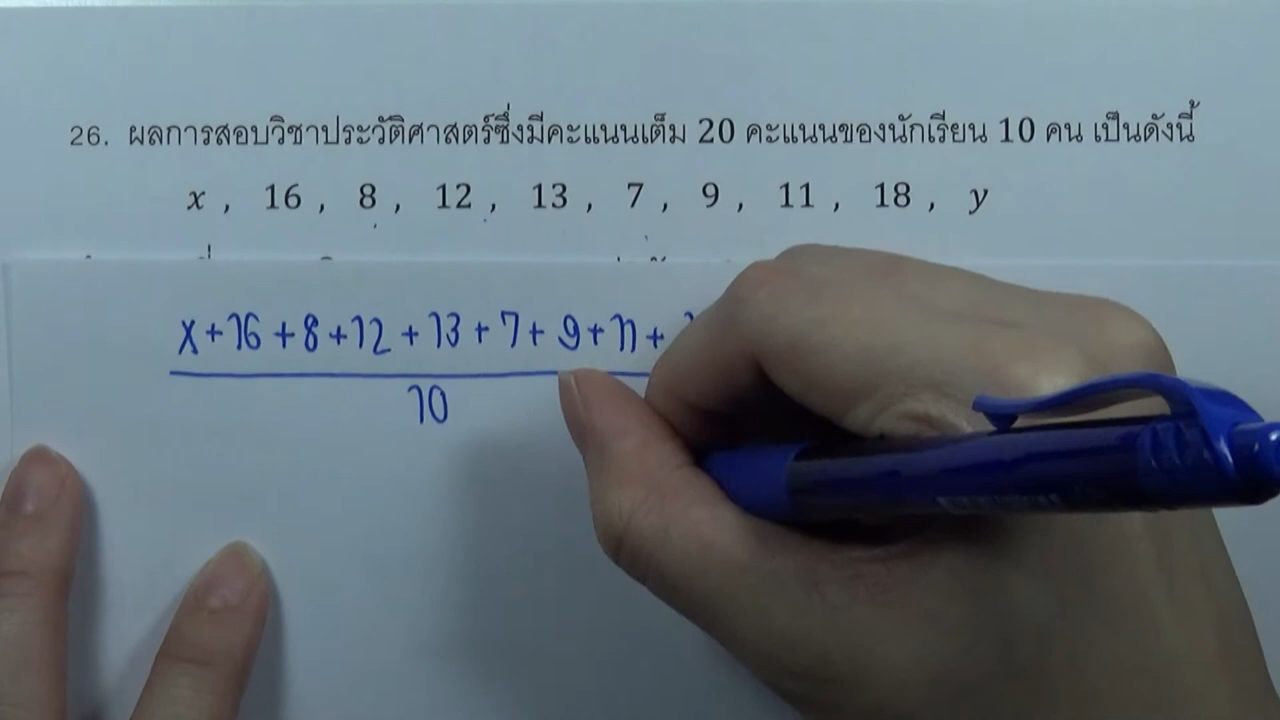 26. ผลการสอบวิชาประวัติศาสตร์ซึ่งมีคะแนนเต็ม 20 คะแนนของนักเรียน 10 คน เป็นดังนี้
x , 16 , 8 , 12 , 13 , 7 , 9 , 11 , 18 , y
x+16+8+12+13+7+9+11+
10